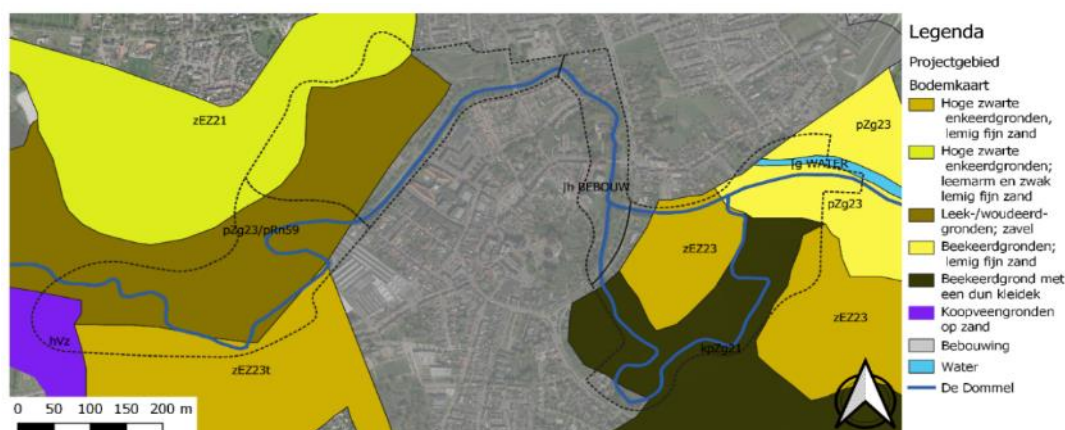 zEZ21
pZg23/pRn59
hVz
zEZ23t
|h BEBOUW
pZg23
|g WATER
pZg23
zEZ23
zEZ23
kpZg21
0 50 100 150 200 m
Legenda
Projectgebied
Bodemkaart
Hoge zwarte
enkeerdgronden,
lemig fijn zand
Hoge zwarte
enkeerdgronden;
leemarm en zwak
lemig fijn zand
Leek-/woudeerd-
gronden; zavel
Beekeerdgronden;
lemig fijn zand
Beekeerdgrond met
een dun kleidek
Koopveengronden
op zand
Bebouwing
Water
De Dommel